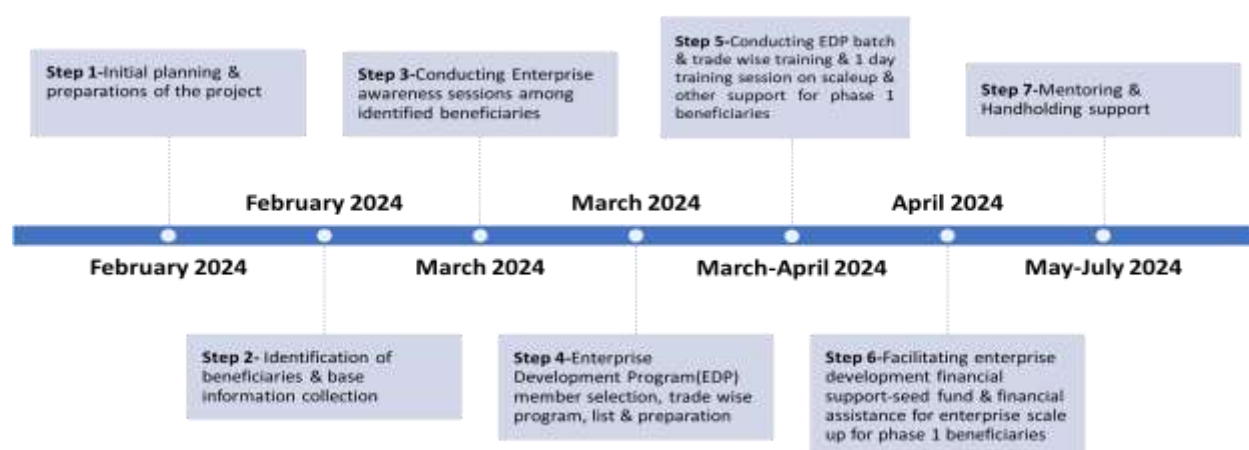 Step 1-Initial planning &
preparations of the project
Step 3-Conducting Enterprise
awareness sessions among
identified beneficiaries
Step 5-Conducting EDP batch
& trade wise training & 1 day
training session on scaleup &
other support for phase 1
beneficiaries
Step 7-Mentoring &
Handholding support
February 2024
March 2024
April 2024
February 2024
March 2024
March-April 2024
May-July 2024
Step 2- Identification of
beneficiaries & base
information collection
Step 4-Enterprise
Development Program(EDP)
member selection, trade wise
program, list & preparation
Step 6-Facilitating enterprise
development financial
support-seed fund & financial
assistance for enterprise scale
up for phase 1 beneficiaries